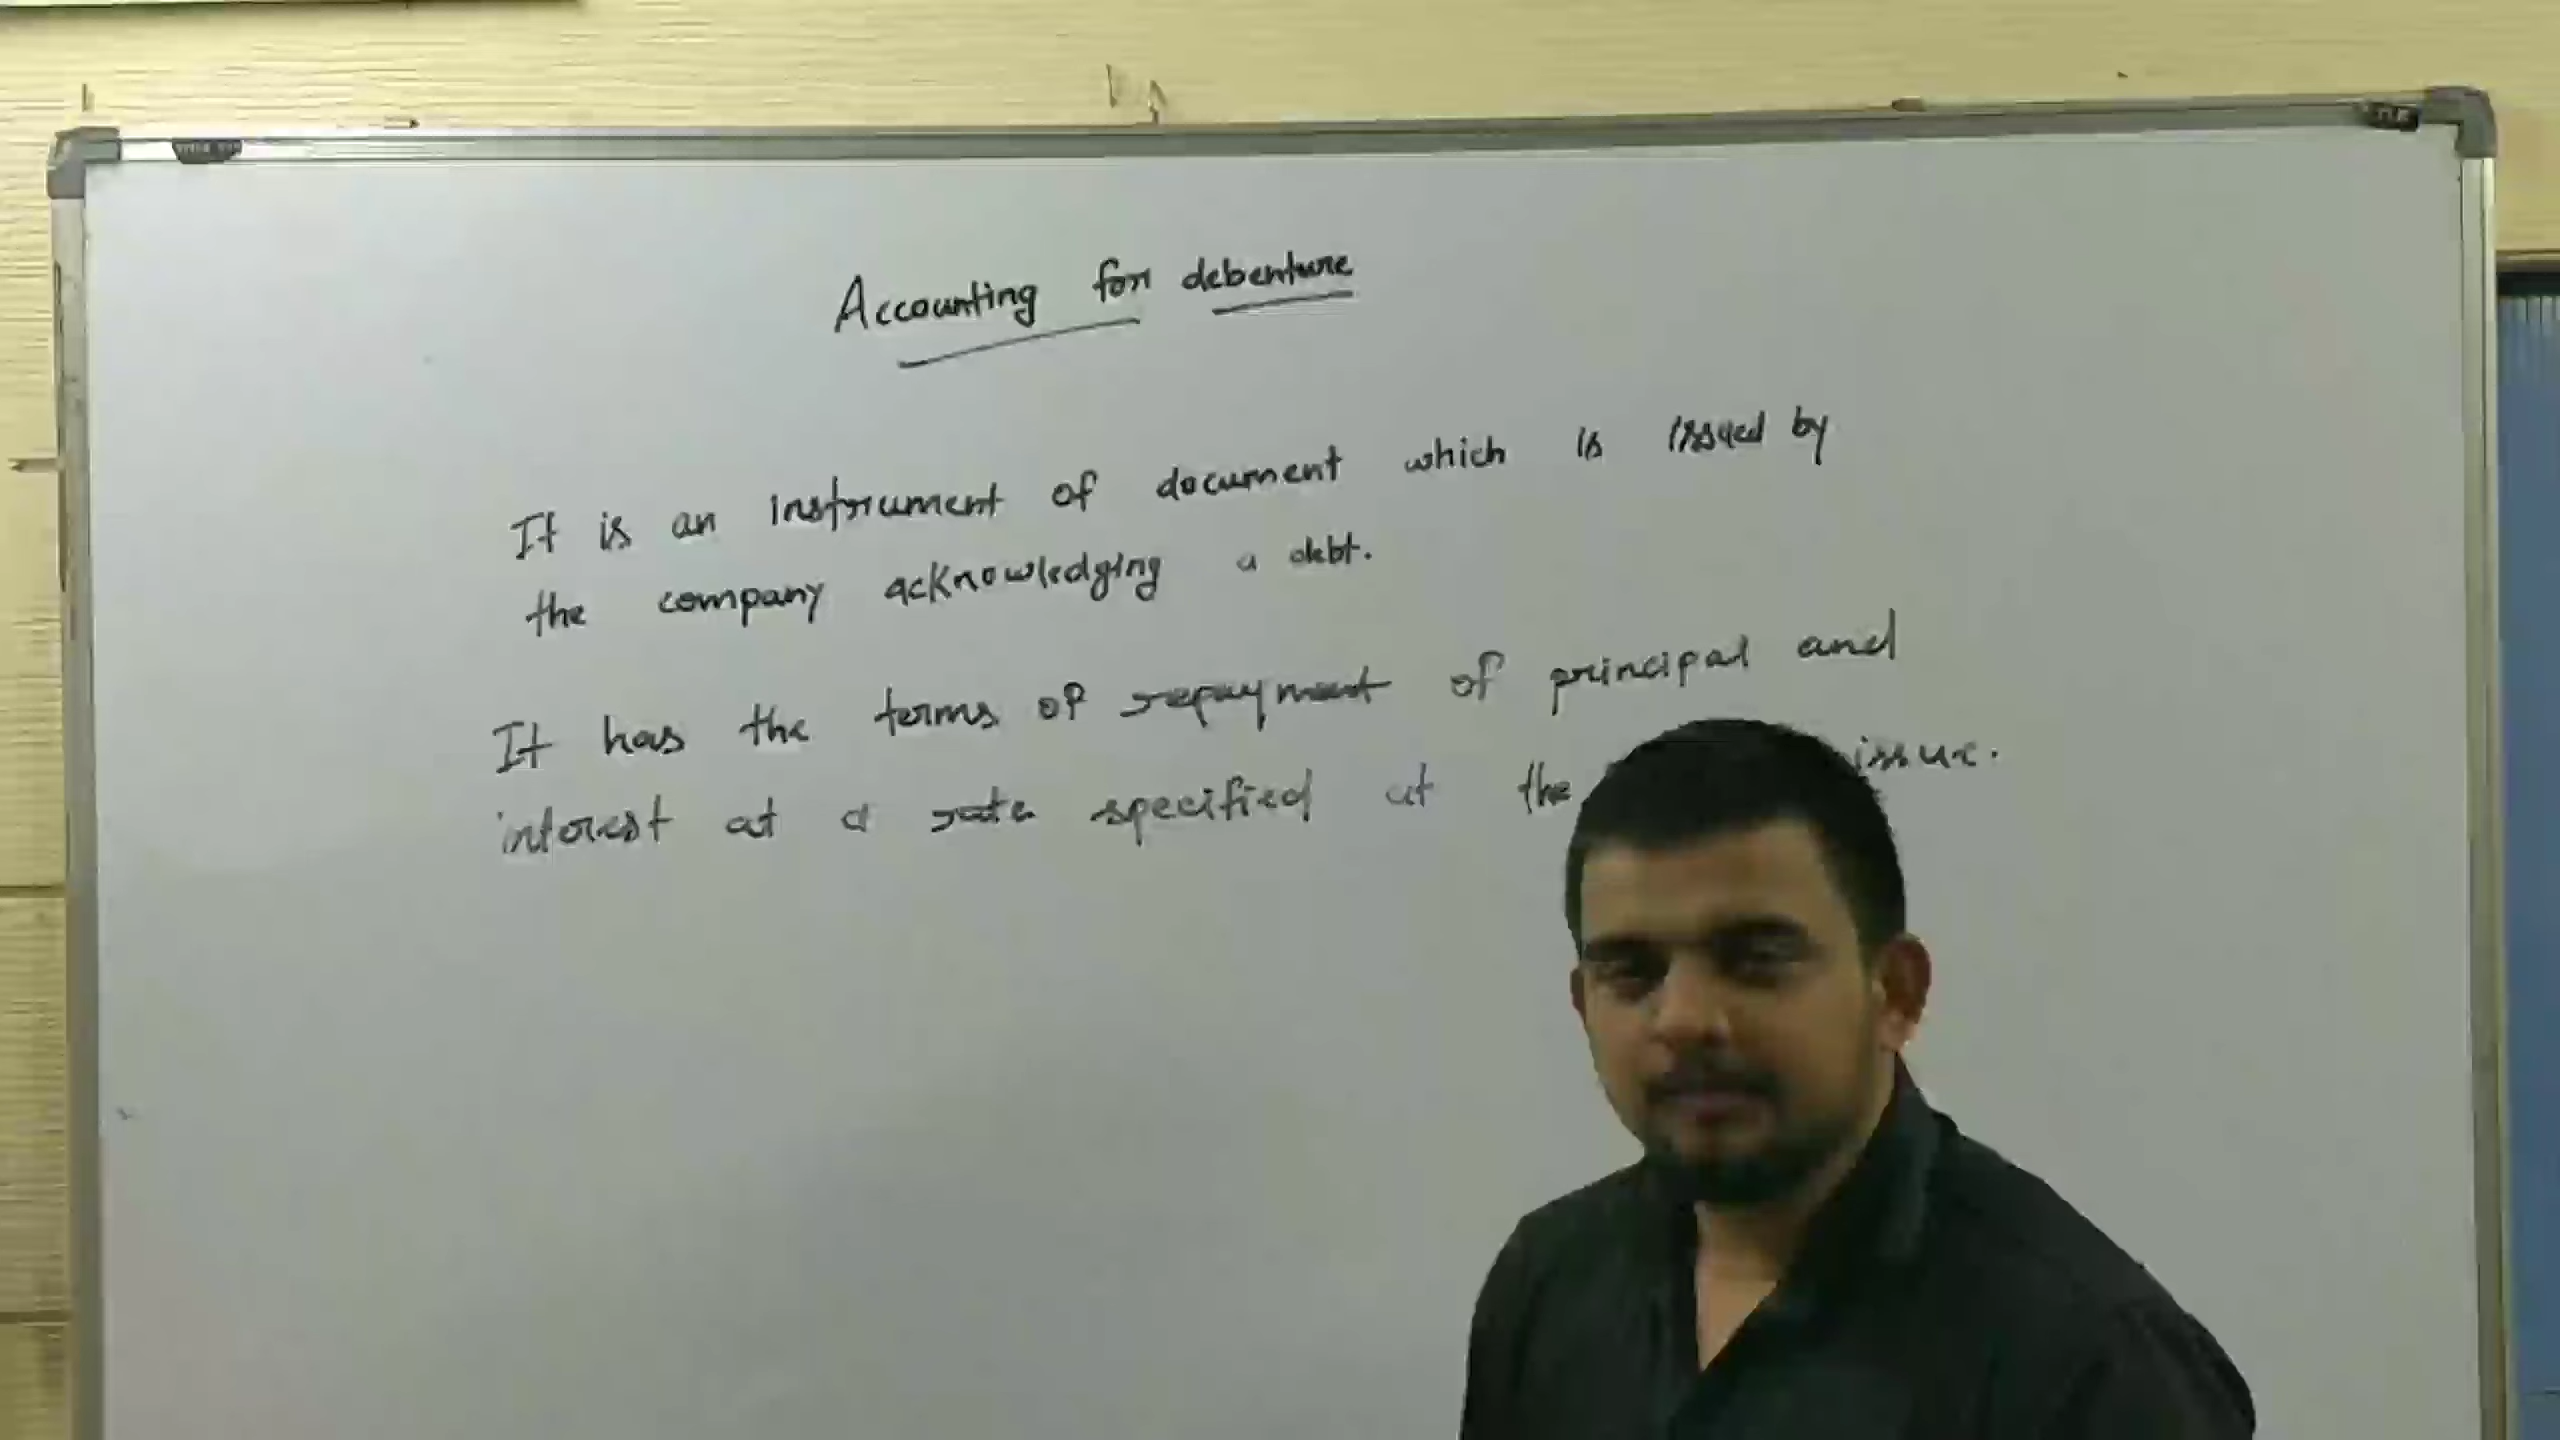 Accounting for debenture
It is an instrument of document which is issued by
the company acknowledging a debt.
It has the terms of repayment of principal and
interest at a rate specified at the issue.